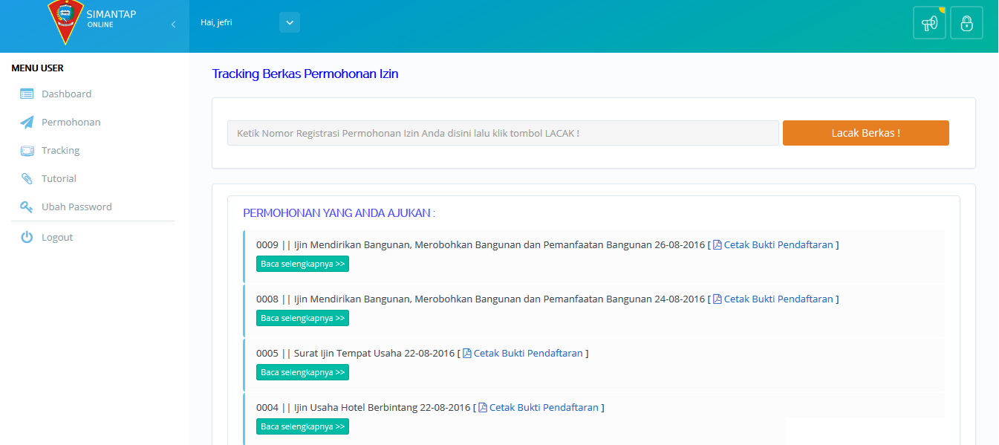 SIMANTAP
ONLINE
Hai, jefri
MENU USER
Dashboard
Permohonan
Tracking
Tutorial
Ubah Password
Logout
Tracking Berkas Permohonan Izin
Ketik Nomor Registrasi Permohonan Izin Anda disini lalu klik tombol LACAK !
Lacak Berkas !
PERMOHONAN YANG ANDA AJUKAN :
0009 || Ijin Mendirikan Bangunan, Merobohkan Bangunan dan Pemanfaatan Bangunan 26-08-2016 [ Cetak Bukti Pendaftaran ]
Baca selengkapnya >>
0008 || Ijin Mendirikan Bangunan, Merobohkan Bangunan dan Pemanfaatan Bangunan 24-08-2016 [ Cetak Bukti Pendaftaran ]
Baca selengkapnya >>
0005 || Surat Ijin Tempat Usaha 22-08-2016 [ Cetak Bukti Pendaftaran ]
Baca selengkapnya >>
0004 || Ijin Usaha Hotel Berbintang 22-08-2016 [ Cetak Bukti Pendaftaran ]
Baca selengkapnya >>